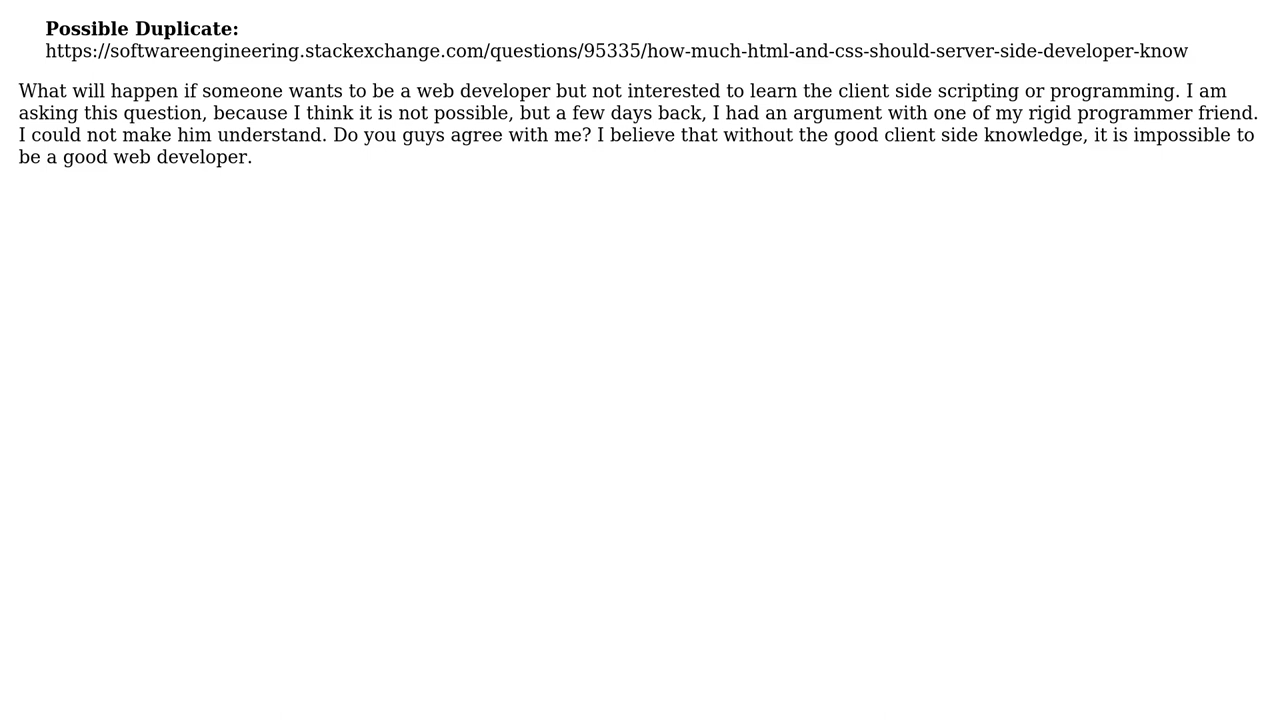 Possible Duplicate:
https://softwareengineering.stackexchange.com/questions/95335/how-much-html-and-css-should-server-side-developer-know
What will happen if someone wants to be a web developer but not interested to learn the client side scripting or programming. I am
asking this question, because I think it is not possible, but a few days back, I had an argument with one of my rigid programmer friend.
I could not make him understand. Do you guys agree with me? I believe that without the good client side knowledge, it is impossible to
be a good web developer.